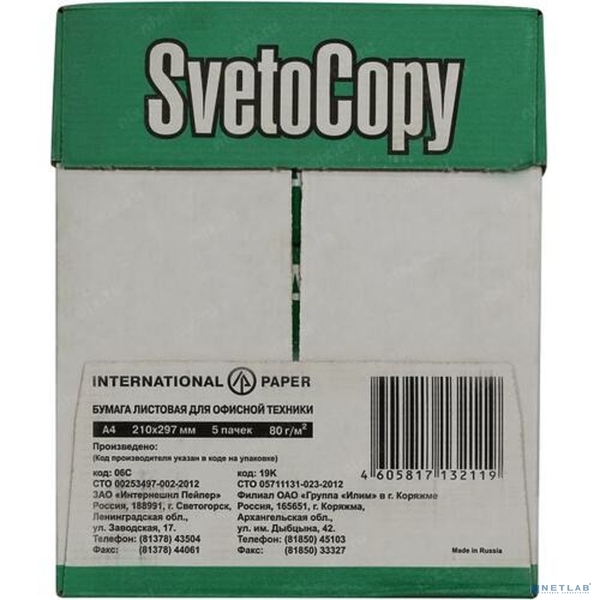 SvetoCopy
INTERNATIONAL PAPER
БУМАГА ЛИСТОВАЯ ДЛЯ ОФИСНОЙ ТЕХНИКИ
А4 210x297 мм 5 пачек 80 г/м²
Произведено:
(Код производителя указан в коде на упаковке)
код: 06С
СТО 00253497-002-2012
ЗАО «Интернешнл Пейпер»
Россия, 188991, г. Светогорск,
Ленинградская обл.,
ул. Заводская, 17.
Телефон: (81378) 43504
Факс: (81378) 44061
код: 19К
СТО 05711131-023-2012
Филиал ОАО «Группа «Илим» в г. Коряжме
Россия, 165651, г. Коряжма,
Архангельская обл.,
ул. им. Дыбцына, 42.
Телефон: (81850) 45103
Факс: (81850) 33327
4 605817 132119
Made in Russia
NETLAB